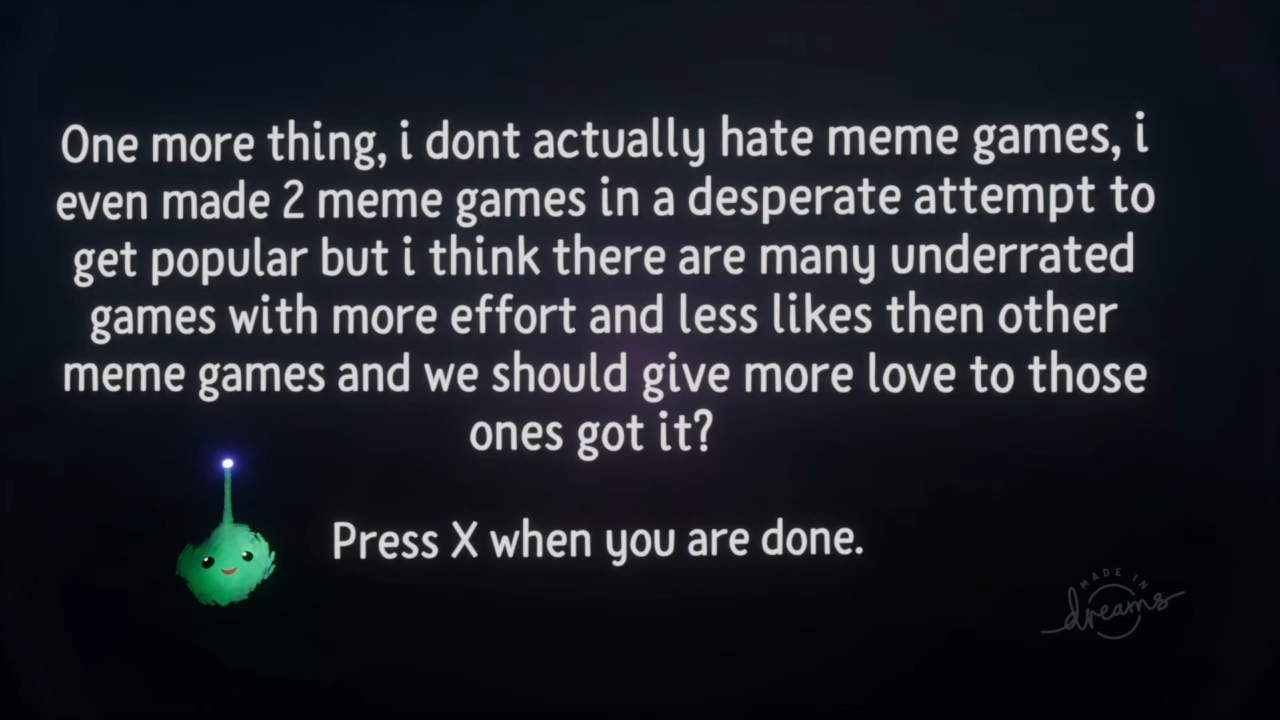 One more thing, i dont actually hate meme games, i
even made 2 meme games in a desperate attempt to
get popular but i think there are many underrated
games with more effort and less likes then other
meme games and we should give more love to those
ones got it?
Press X when you are done.
MADE IN
dreams